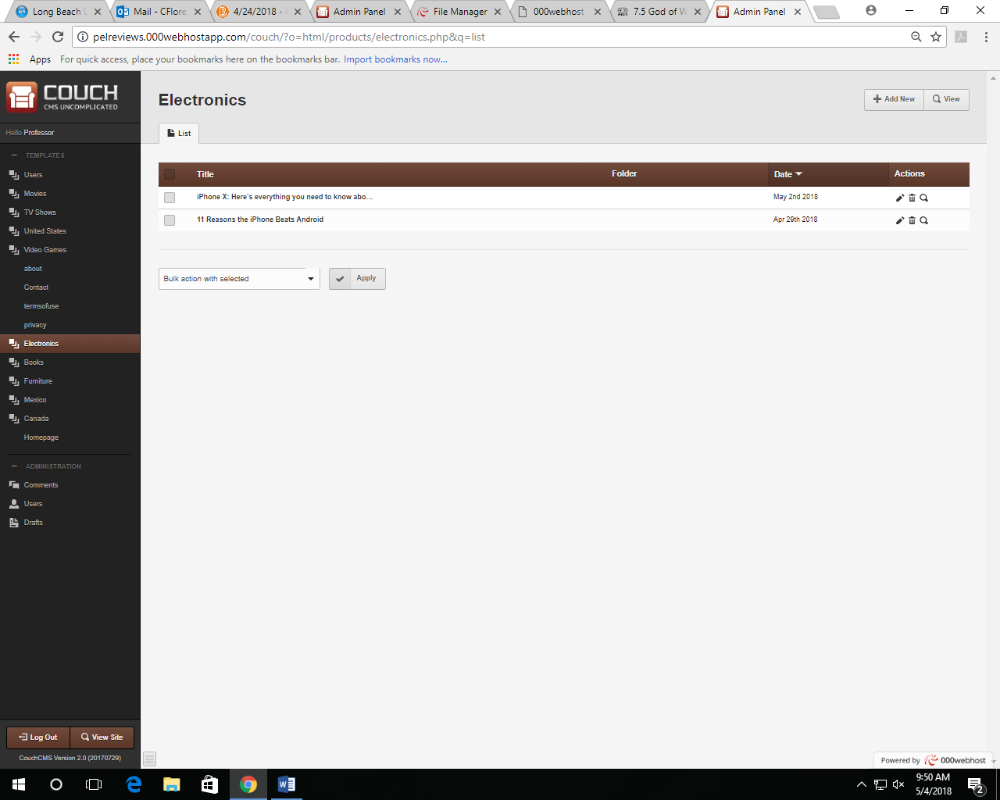 Long Beach
Mail - CFlore
4/24/2018 -
Admin Panel
File Manager
000webhost
7.5 God of W
Admin Panel
pelreviews.000webhostapp.com/couch/?o=html/products/electronics.php&q=list
Apps For quick access, place your bookmarks here on the bookmarks bar. Import bookmarks now...
COUCH
CMS UNCOMPLICATED
Hello Professor
TEMPLATES
Users
Movies
TV Shows
United States
Video Games
about
Contact
termsofuse
privacy
Electronics
Books
Furniture
Mexico
Canada
Homepage
ADMINISTRATION
Comments
Users
Drafts
Log Out View Site
CouchCMS Version 2.0 (20170729)
Electronics
Add New View
List
Title Folder Date Actions
iPhone X: Here's everything you need to know abo... May 2nd 2018
11 Reasons the iPhone Beats Android Apr 29th 2018
Bulk action with selected Apply
Powered by 000webhost
9:50 AM
5/4/2018
2